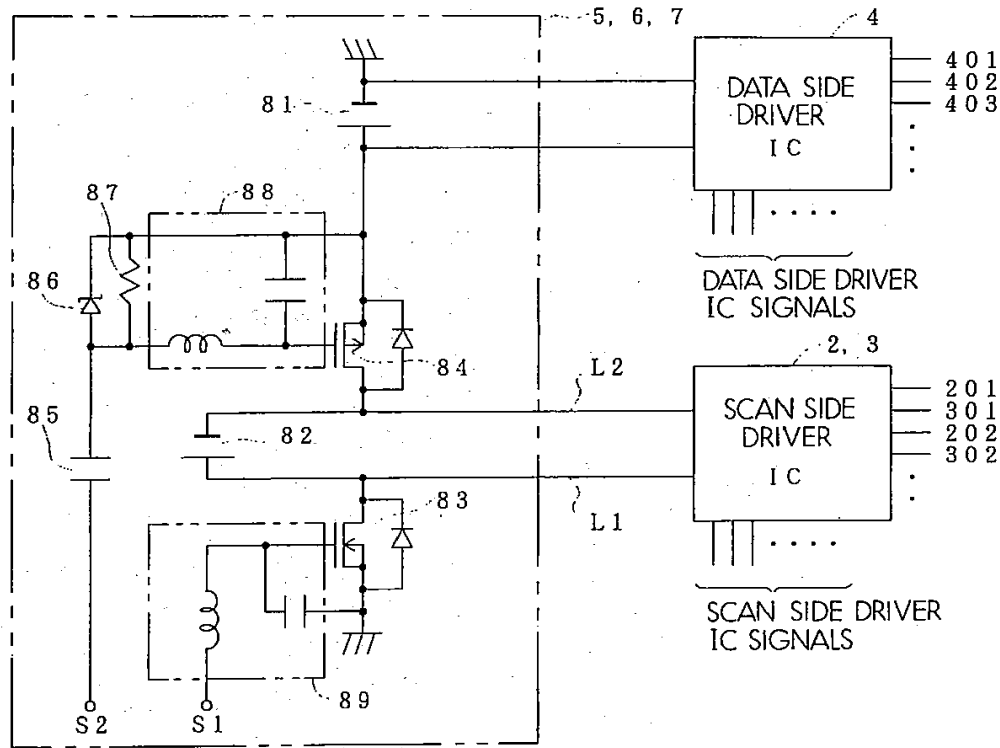 5, 6, 7
4
81
DATA SIDE
DRIVER
IC
401
402
403
87
88
DATA SIDE DRIVER
IC SIGNALS
86
84
L2
2, 3
85
82
SCAN SIDE
DRIVER
IC
201
301
202
302
83
L1
SCAN SIDE DRIVER
IC SIGNALS
89
S2
S1